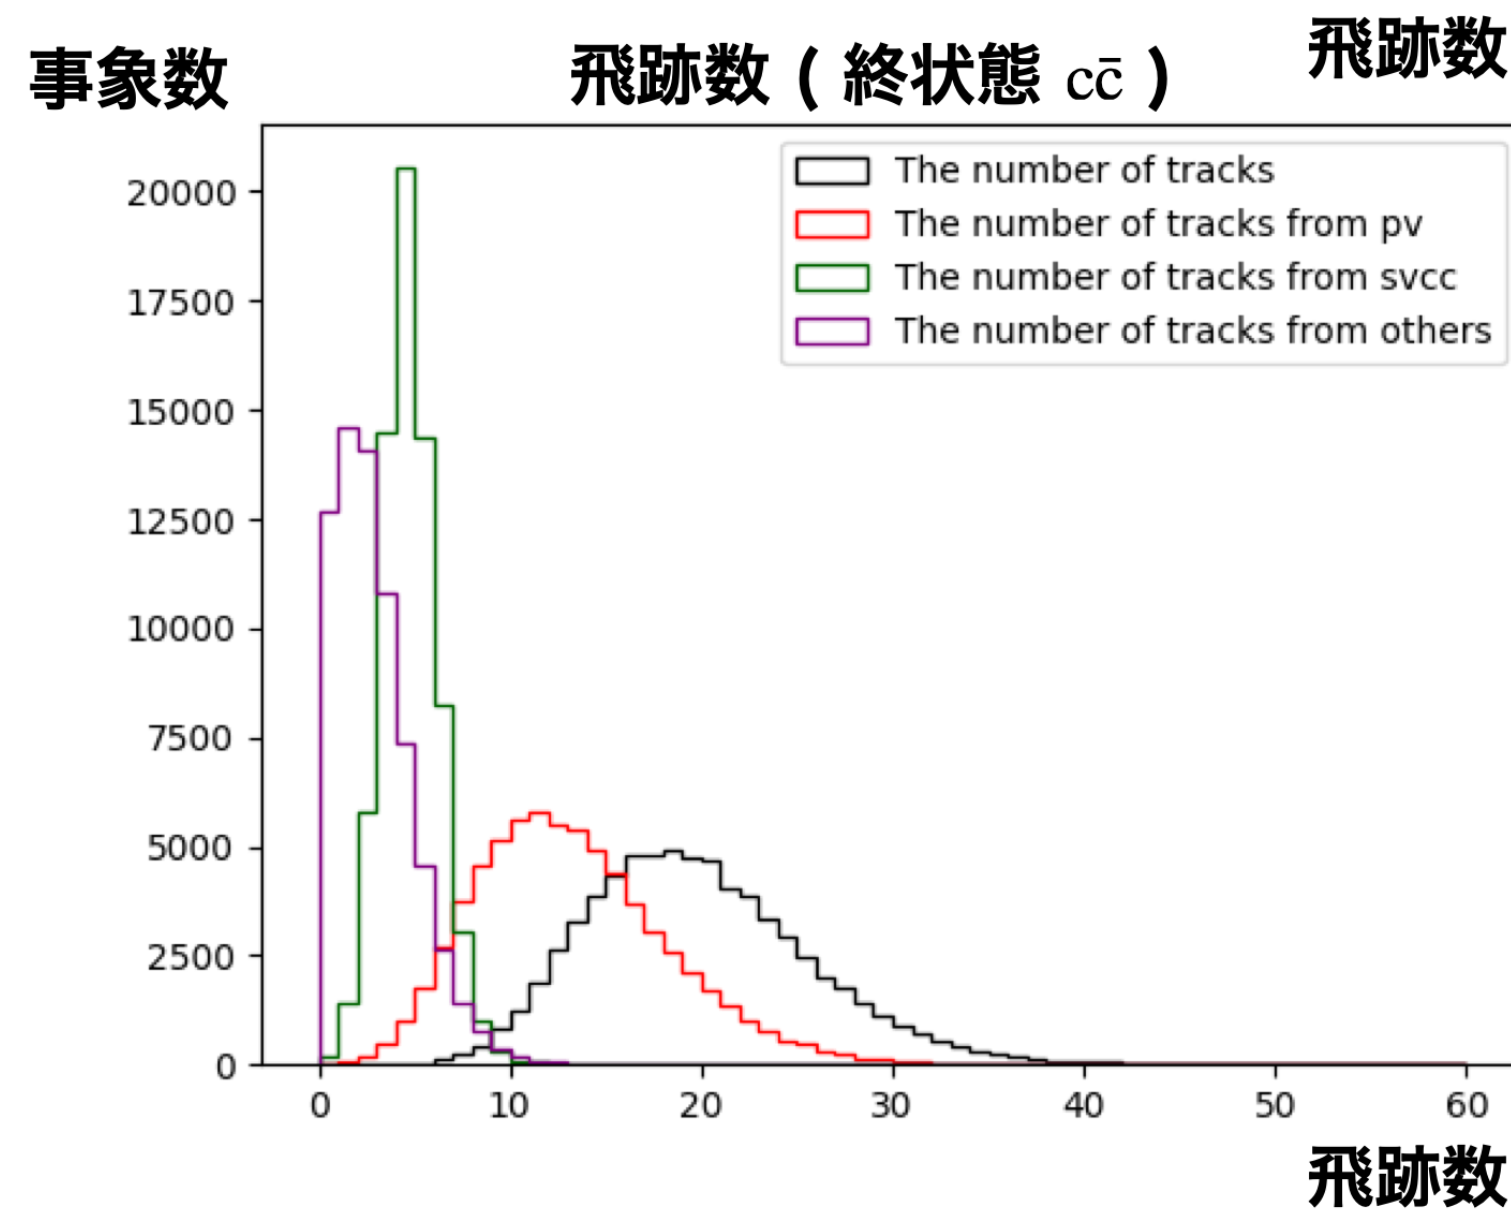 飛跡数
事象数
飛跡数 ( 終状態 cc̄ )
The number of tracks
The number of tracks from pv
The number of tracks from svcc
The number of tracks from others
20000
17500
15000
12500
10000
7500
5000
2500
0
0 10 20 30 40 50 60
飛跡数